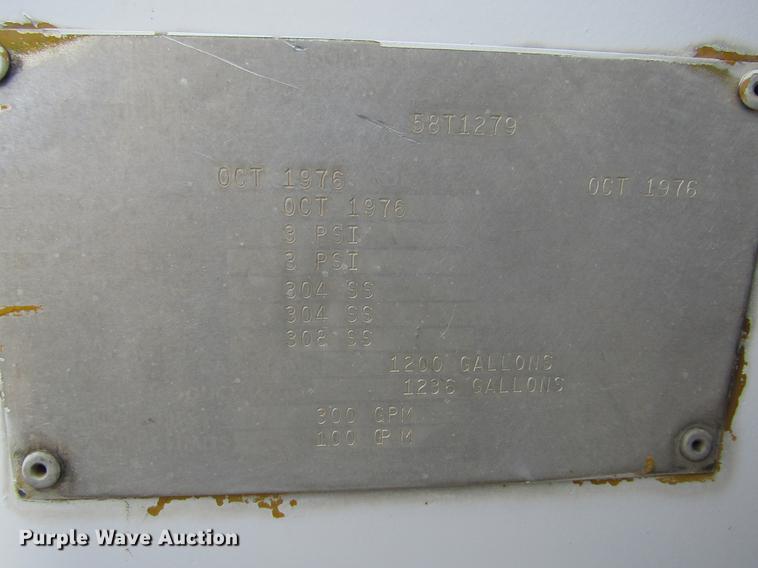 58T1279
OCT 1976 OCT 1976
OCT 1976
3 PSI
3 PSI
304 SS
304 SS
308 SS
1200 GALLONS
1236 GALLONS
300 GPM
100 GPM
Purple Wave Auction